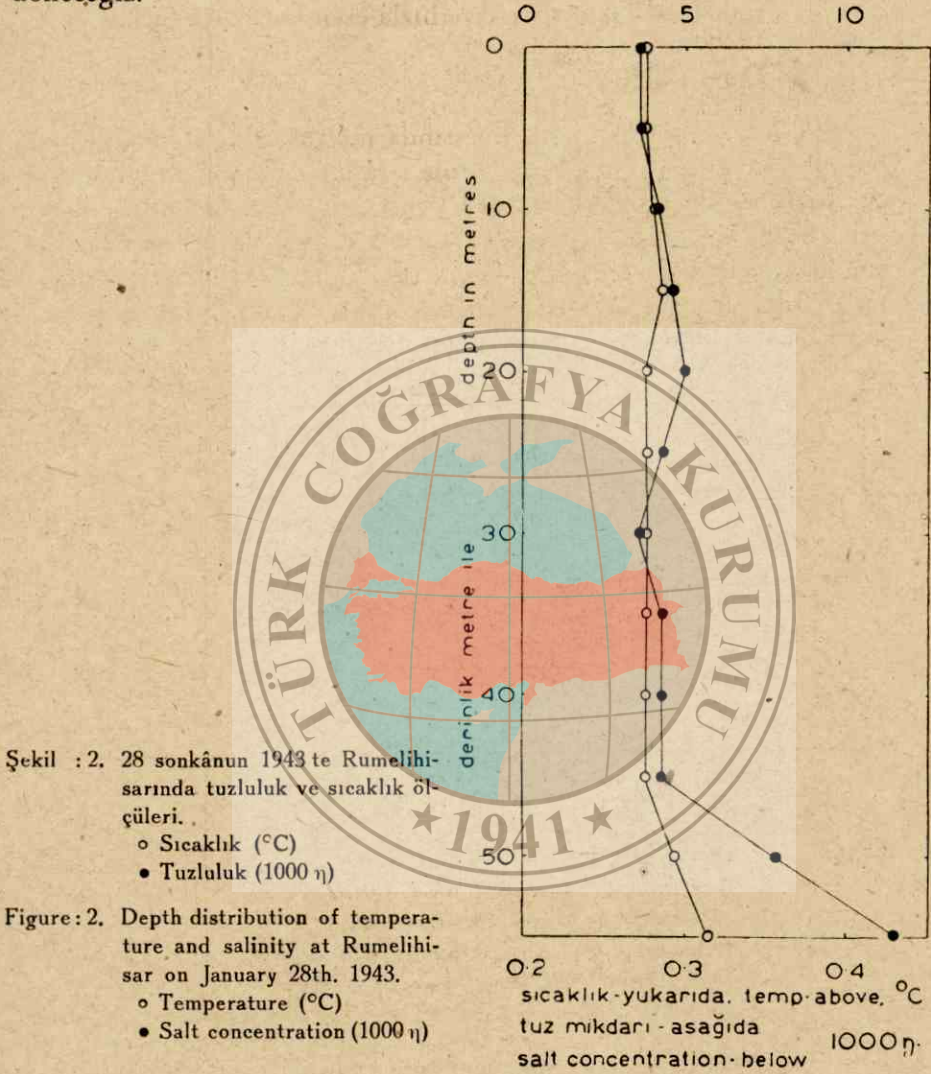 0 5 10
0
10
20
30
40
50
depth in metres
derinlik metre ile
0·2 0·3 0·4
sıcaklık-yukarıda. temp·above. °C
tuz mikdarı - asağıda
salt concentration- below 1000 η.
TÜRK COĞRAFYA KURUMU
★1941★
Şekil : 2. 28 sonkânun 1943 te Rumelihi-
sarında tuzluluk ve sıcaklık öl-
çüleri.
o Sıcaklık (°C)
• Tuzluluk (1000 η)
Figure : 2. Depth distribution of tempera-
ture and salinity at Rumelihi-
sar on January 28th. 1943.
o Temperature (°C)
• Salt concentration (1000 η)